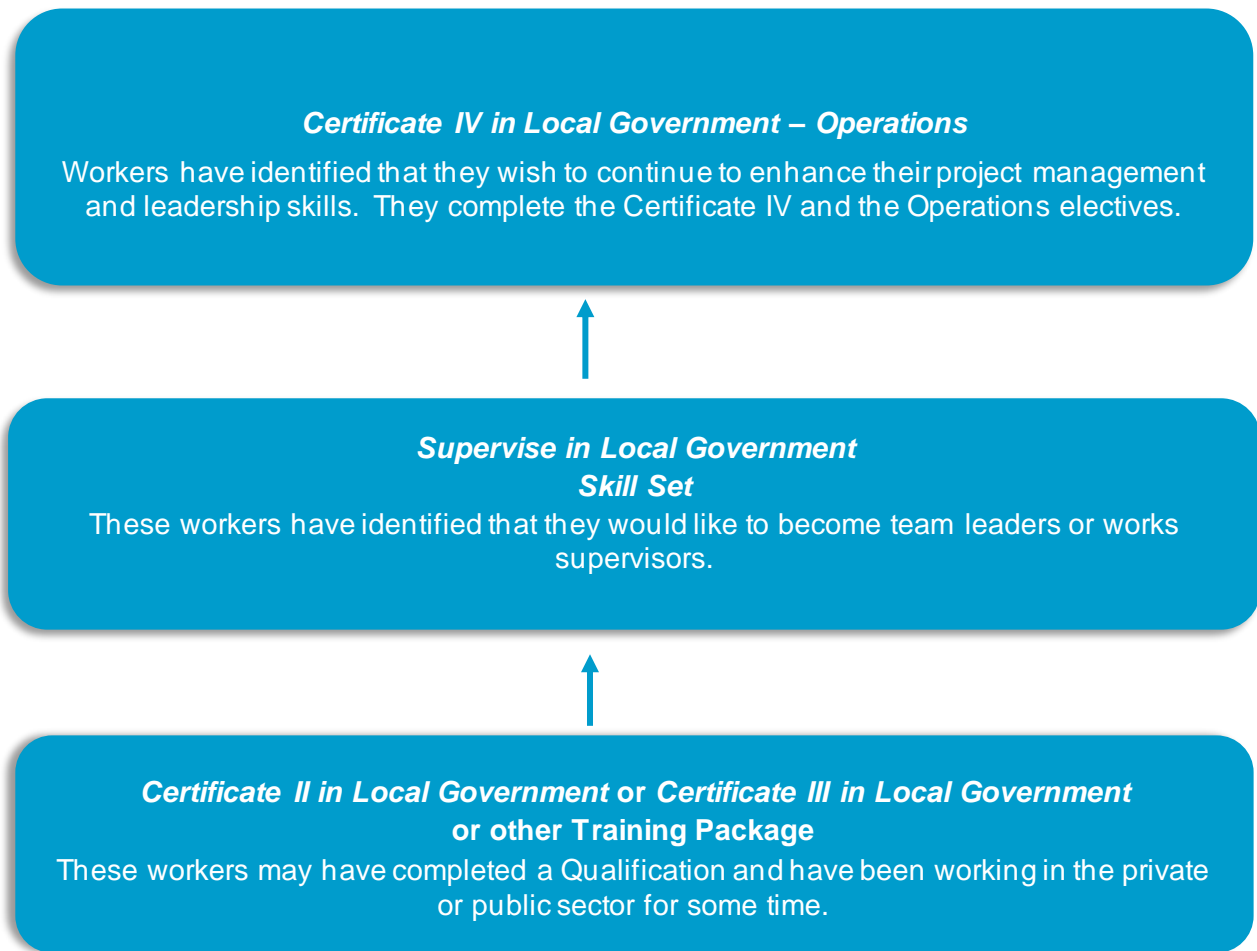 Certificate IV in Local Government – Operations
Workers have identified that they wish to continue to enhance their project management
and leadership skills. They complete the Certificate IV and the Operations electives.
Supervise in Local Government
Skill Set
These workers have identified that they would like to become team leaders or works
supervisors.
Certificate II in Local Government or Certificate III in Local Government
or other Training Package
These workers may have completed a Qualification and have been working in the private
or public sector for some time.